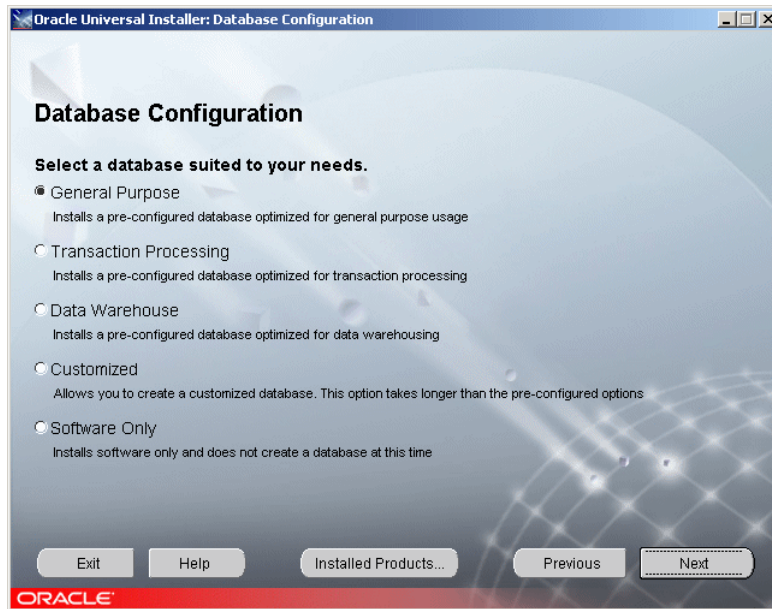 Oracle Universal Installer: Database Configuration
Database Configuration
Select a database suited to your needs.
General Purpose
Installs a pre-configured database optimized for general purpose usage
Transaction Processing
Installs a pre-configured database optimized for transaction processing
Data Warehouse
Installs a pre-configured database optimized for data warehousing
Customized
Allows you to create a customized database. This option takes longer than the pre-configured options
Software Only
Installs software only and does not create a database at this time
Exit Help Installed Products... Previous Next
ORACLE